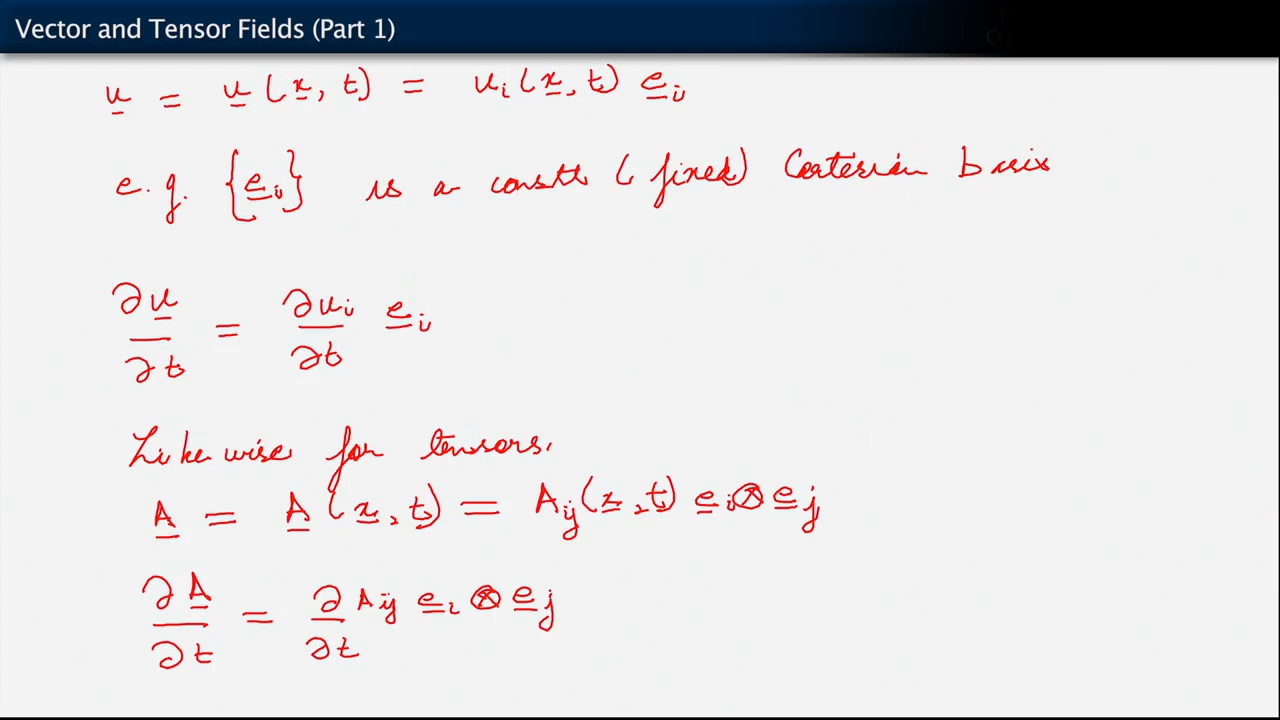 Vector and Tensor Fields (Part 1)
u = u (x, t) = u_i (x, t) e_i
e.g. {e_i} is a constt (fixed) Cartesian basis
∂u/∂t = ∂u_i/∂t e_i
Likewise for tensors.
A = A (x, t) = A_ij (x, t) e_i ⊗ e_j
∂A/∂t = ∂/∂t A_ij e_i ⊗ e_j